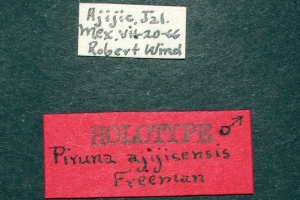 Ajijic, Jal.
Mex. vii-20-66
Robert Wind
HOLOTYPE ♂
Piruna ajijicensis
Freeman